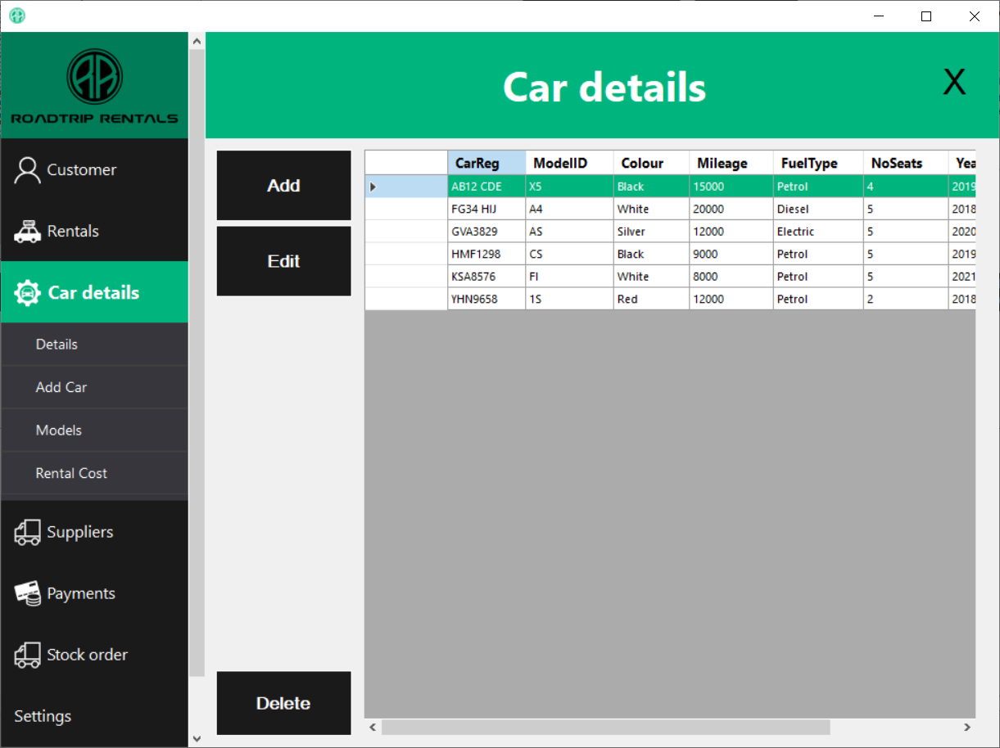 ROADTRIP RENTALS
Customer
Rentals
Car details
Details
Add Car
Models
Rental Cost
Suppliers
Payments
Stock order
Settings
Car details
X
Add
Edit
Delete
CarReg ModelID Colour Mileage FuelType NoSeats Yea
AB12 CDE X5 Black 15000 Petrol 4 2019
FG34 HIJ A4 White 20000 Diesel 5 2018
GVA3829 AS Silver 12000 Electric 5 2020
HMF1298 CS Black 9000 Petrol 5 2019
KSA8576 FI White 8000 Petrol 5 2021
YHN9658 1S Red 12000 Petrol 2 2018